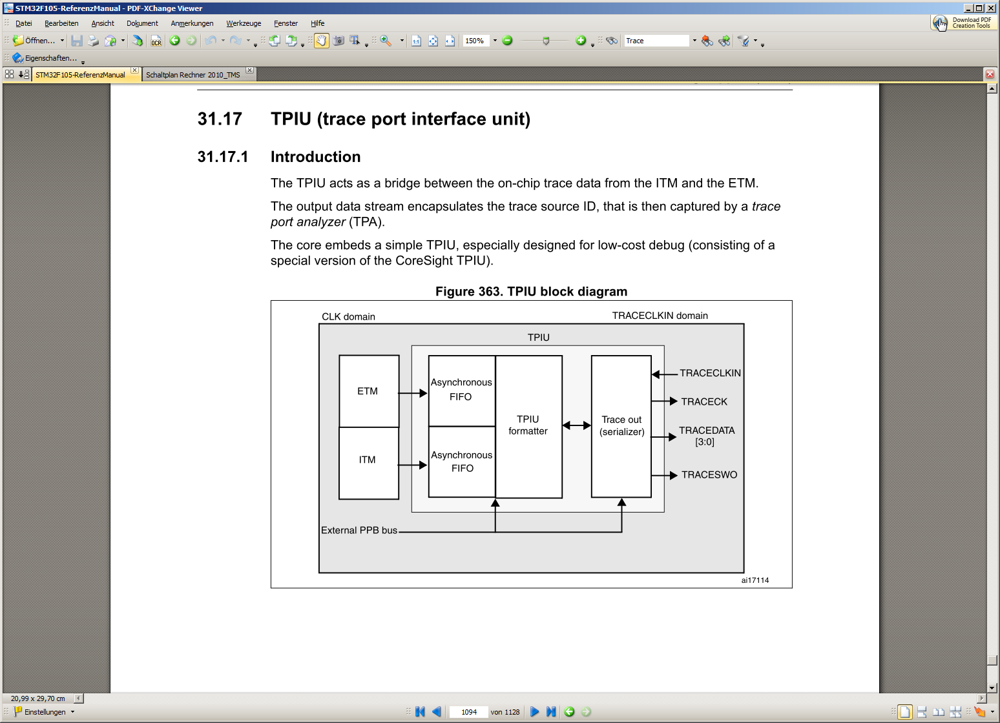 STM32F105-ReferenzManual - PDF-XChange Viewer
Datei Bearbeiten Ansicht Dokument Anmerkungen Werkzeuge Fenster Hilfe
Download PDF
Creation Tools
Öffnen... OCR 1:1 150% Trace
Eigenschaften...
STM32F105-ReferenzManual Schaltplan Rechner 2010_TMS
31.17 TPIU (trace port interface unit)
31.17.1 Introduction
The TPIU acts as a bridge between the on-chip trace data from the ITM and the ETM.
The output data stream encapsulates the trace source ID, that is then captured by a trace
port analyzer (TPA).
The core embeds a simple TPIU, especially designed for low-cost debug (consisting of a
special version of the CoreSight TPIU).
Figure 363. TPIU block diagram
CLK domain TRACECLKIN domain
TPIU
ETM
Asynchronous
FIFO
ITM
Asynchronous
FIFO
TPIU
formatter
Trace out
(serializer)
TRACECLKIN
TRACECK
TRACEDATA
[3:0]
TRACESWO
External PPB bus
ai17114
20,99 x 29,70 cm
Einstellungen 1094 von 1128